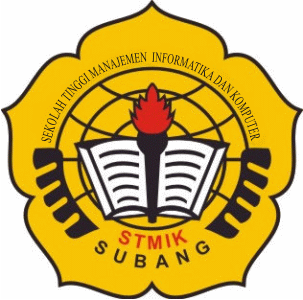 SEKOLAH TINGGI MANAJEMEN INFORMATIKA DAN KOMPUTER
STMIK
SUBANG